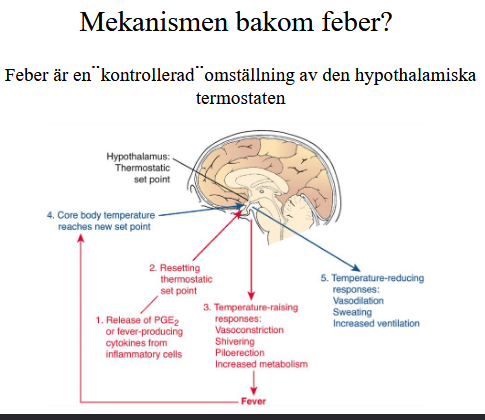 Mekanismen bakom feber?
Feber är en¨kontrollerad¨omställning av den hypothalamiska
termostaten
Hypothalamus:
Thermostatic
set point
4. Core body temperature
reaches new set point
2. Resetting
thermostatic
set point
1. Release of PGE2
or fever-producing
cytokines from
inflammatory cells
3. Temperature-raising
responses:
Vasoconstriction
Shivering
Piloerection
Increased metabolism
5. Temperature-reducing
responses:
Vasodilation
Sweating
Increased ventilation
Fever